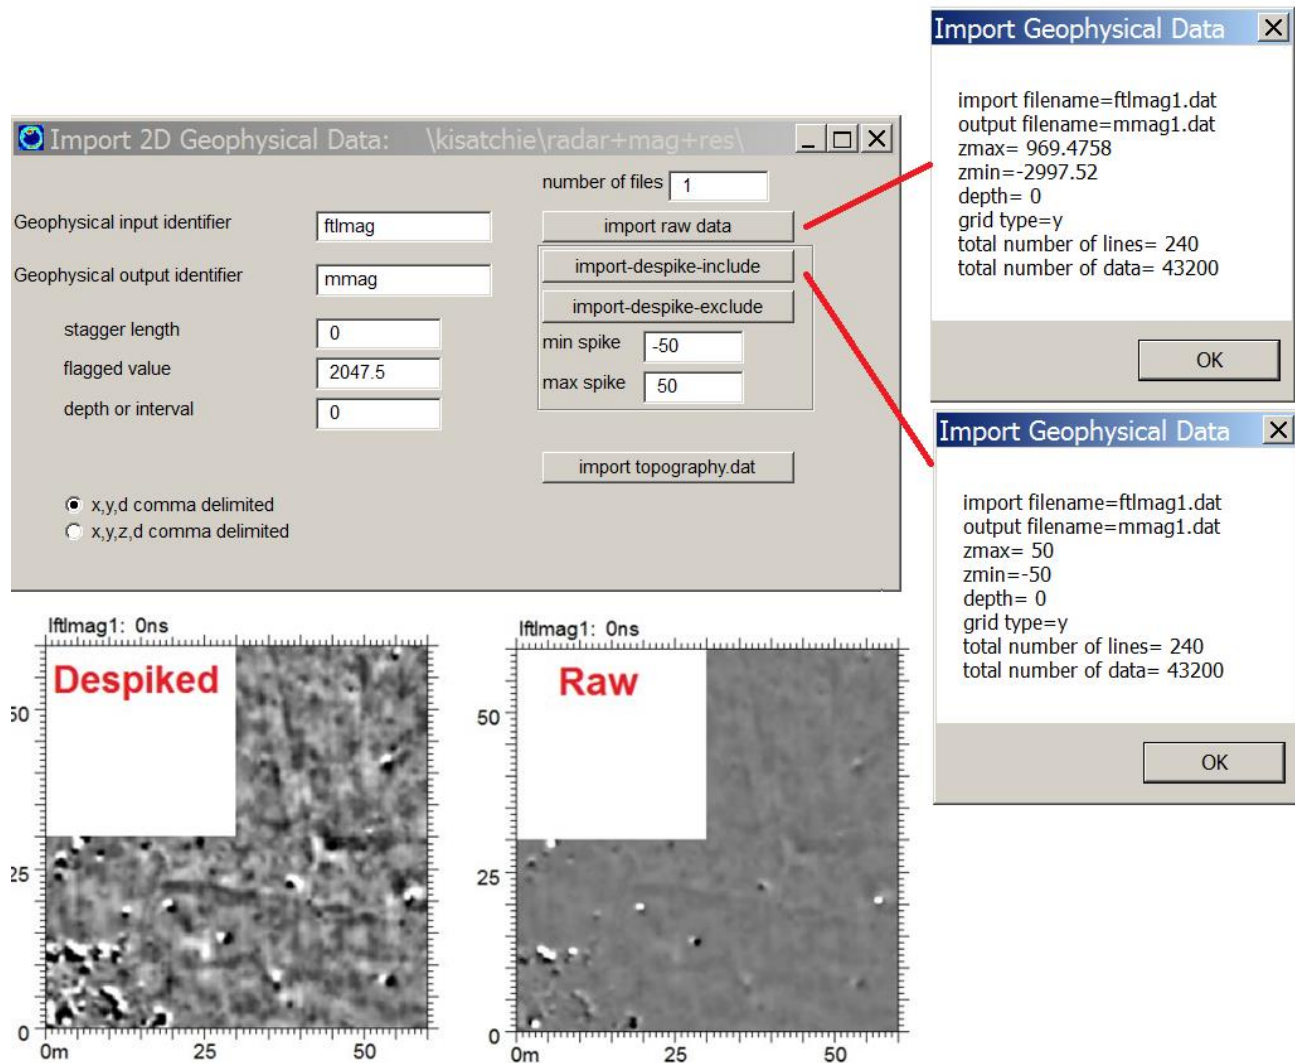 Import 2D Geophysical Data: \kisatchie\radar+mag+res\
number of files 1
Geophysical input identifier ftlmag
import raw data
Geophysical output identifier mmag
import-despike-include
import-despike-exclude
stagger length 0
min spike -50
flagged value 2047.5
max spike 50
depth or interval 0
import topography.dat
x,y,d comma delimited
x,y,z,d comma delimited
Import Geophysical Data
import filename=ftlmag1.dat
output filename=mmag1.dat
zmax= 969.4758
zmin=-2997.52
depth= 0
grid type=y
total number of lines= 240
total number of data= 43200
OK
Import Geophysical Data
import filename=ftlmag1.dat
output filename=mmag1.dat
zmax= 50
zmin=-50
depth= 0
grid type=y
total number of lines= 240
total number of data= 43200
OK
lftlmag1: 0ns
0m 25 50
Despiked
50
25
0
0m 25 50
lftlmag1: 0ns
0m 25 50
Raw
50
25
0
0m 25 50